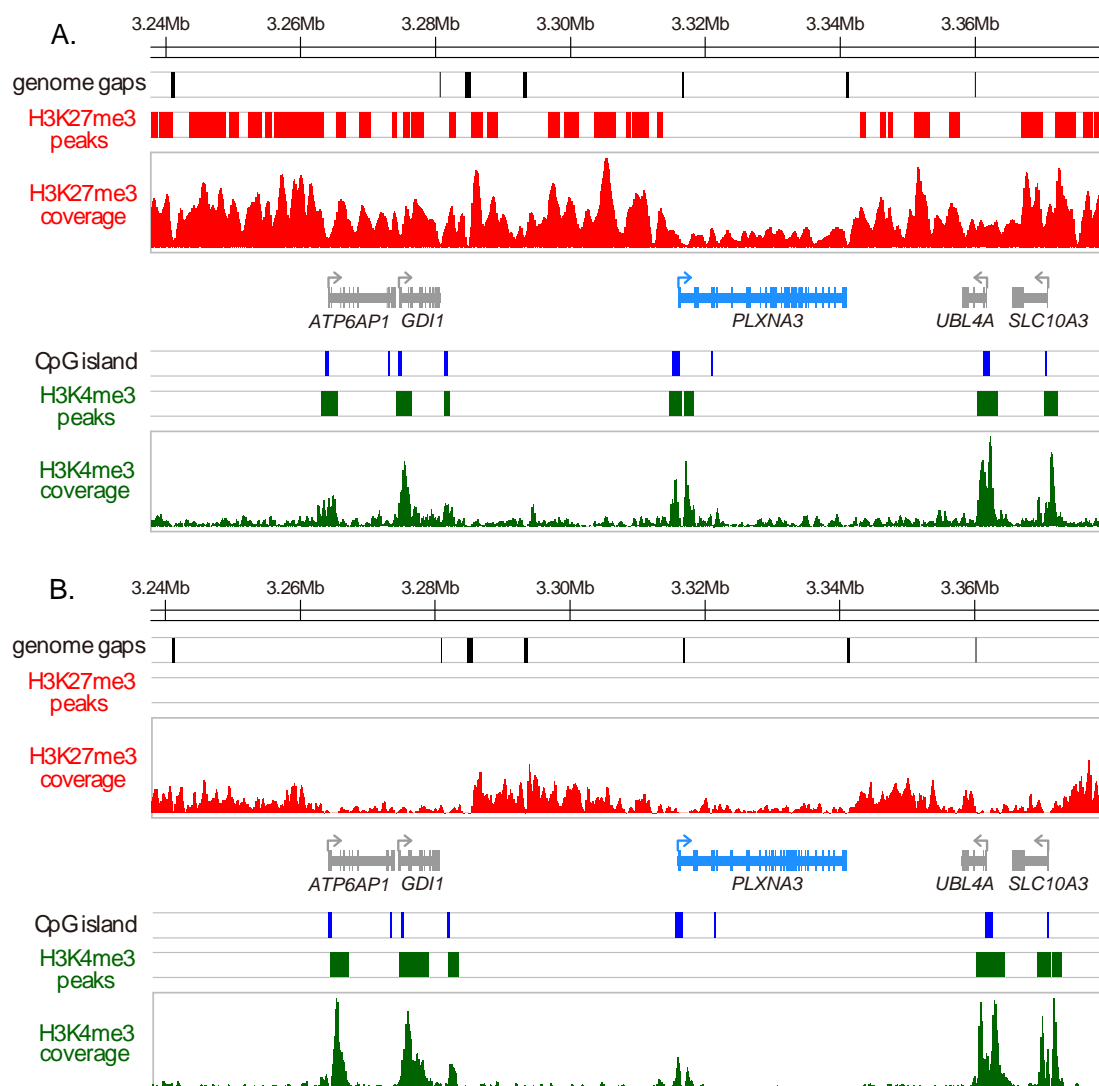 A.
3.24Mb 3.26Mb 3.28Mb 3.30Mb 3.32Mb 3.34Mb 3.36Mb
genome gaps
H3K27me3
peaks
H3K27me3
coverage
ATP6AP1 GDI1 PLXNA3 UBL4A SLC10A3
CpG island
H3K4me3
peaks
H3K4me3
coverage
B.
3.24Mb 3.26Mb 3.28Mb 3.30Mb 3.32Mb 3.34Mb 3.36Mb
genome gaps
H3K27me3
peaks
H3K27me3
coverage
ATP6AP1 GDI1 PLXNA3 UBL4A SLC10A3
CpG island
H3K4me3
peaks
H3K4me3
coverage